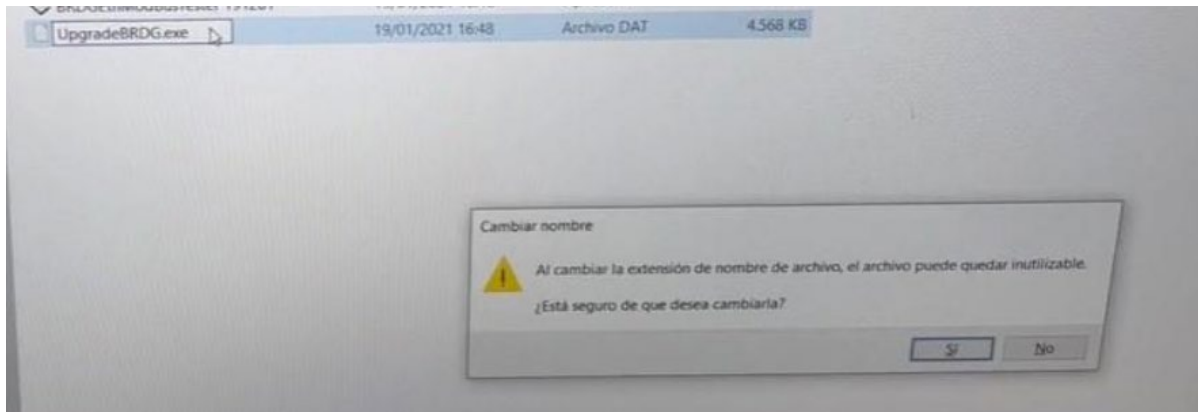 UpgradeBRDG.exe 19/01/2021 16:48 Archivo DAT 4.568 KB
Cambiar nombre
Al cambiar la extensión de nombre de archivo, el archivo puede quedar inutilizable.
¿Está seguro de que desea cambiarla?
Sí No